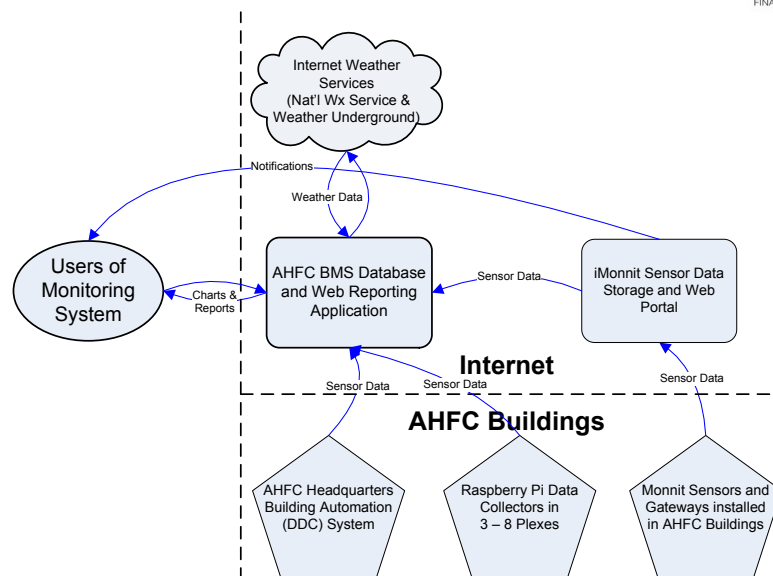 FINA
Internet Weather
Services
(Nat'l Wx Service &
Weather Underground)
Notifications
Weather Data
Users of
Monitoring
System
Charts &
Reports
AHFC BMS Database
and Web Reporting
Application
Sensor Data
iMonnit Sensor Data
Storage and Web
Portal
Internet
Sensor Data
Sensor Data
Sensor Data
AHFC Buildings
AHFC Headquarters
Building Automation
(DDC) System
Raspberry Pi Data
Collectors in
3 – 8 Plexes
Monnit Sensors and
Gateways installed
in AHFC Buildings